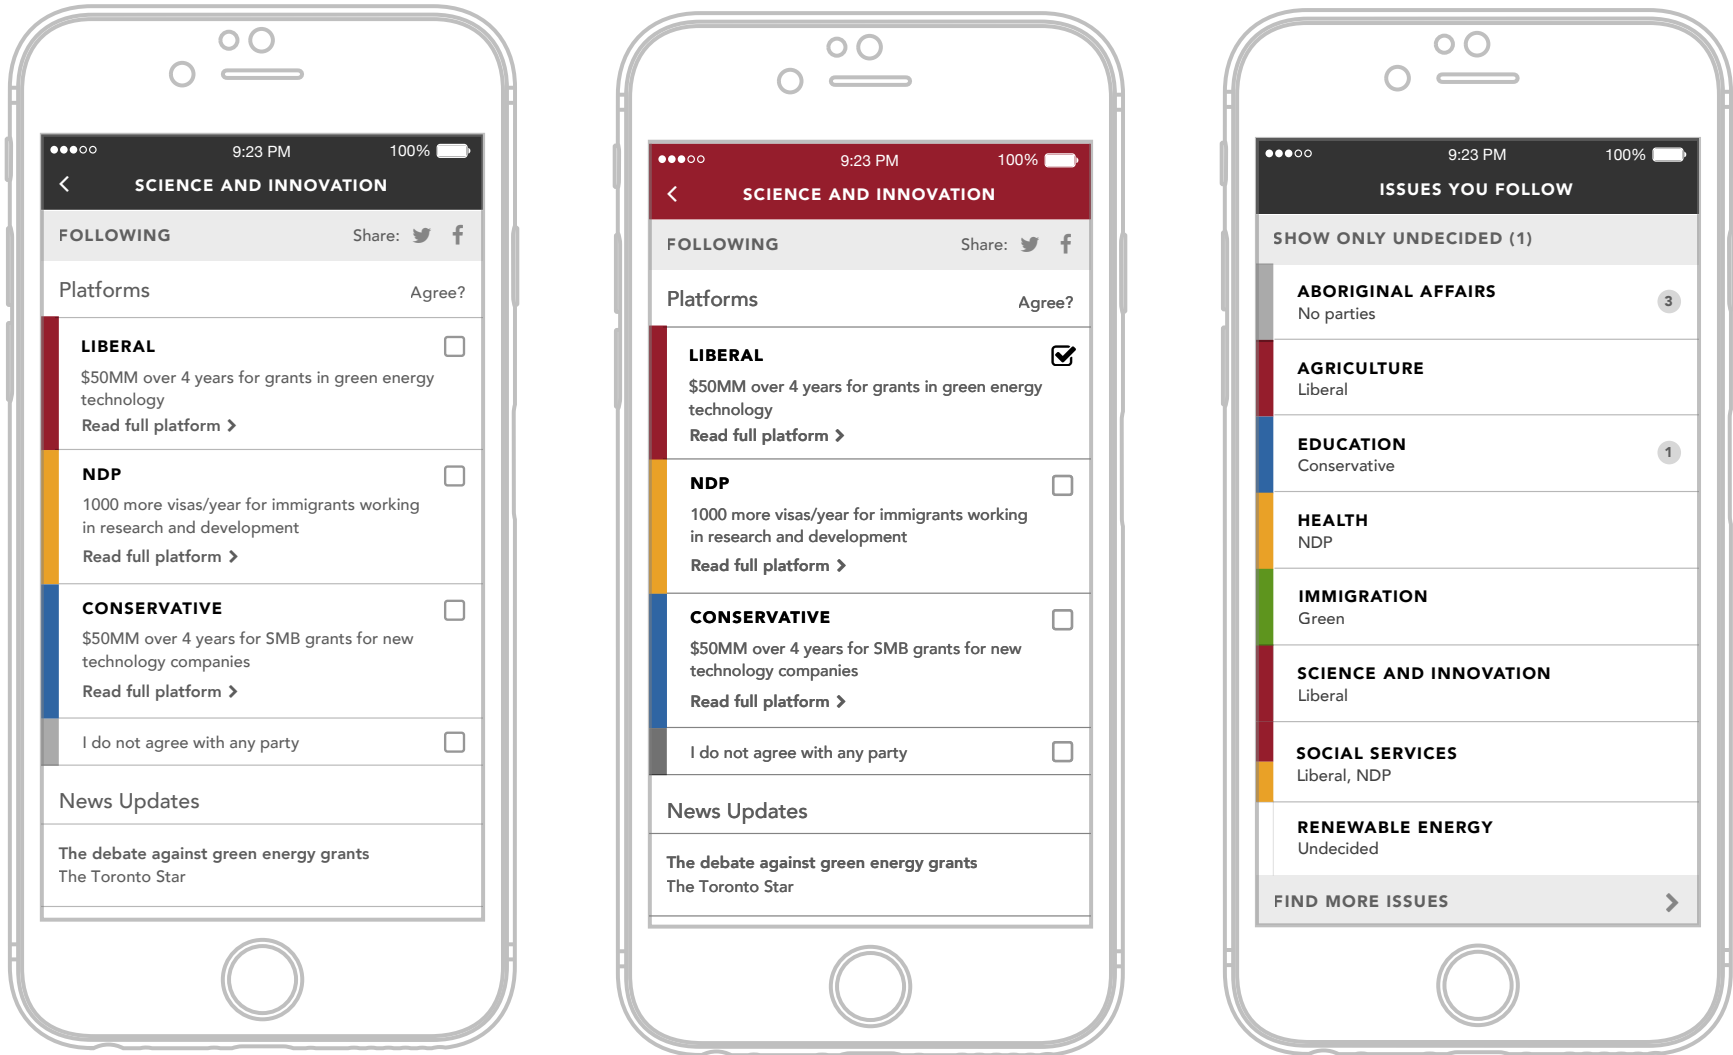 9:23 PM 100%
SCIENCE AND INNOVATION
FOLLOWING Share:
Platforms Agree?
LIBERAL
$50MM over 4 years for grants in green energy
technology
Read full platform
NDP
1000 more visas/year for immigrants working
in research and development
Read full platform
CONSERVATIVE
$50MM over 4 years for SMB grants for new
technology companies
Read full platform
I do not agree with any party
News Updates
The debate against green energy grants
The Toronto Star
9:23 PM 100%
SCIENCE AND INNOVATION
FOLLOWING Share:
Platforms Agree?
LIBERAL
$50MM over 4 years for grants in green energy
technology
Read full platform
NDP
1000 more visas/year for immigrants working
in research and development
Read full platform
CONSERVATIVE
$50MM over 4 years for SMB grants for new
technology companies
Read full platform
I do not agree with any party
News Updates
The debate against green energy grants
The Toronto Star
9:23 PM 100%
ISSUES YOU FOLLOW
SHOW ONLY UNDECIDED (1)
ABORIGINAL AFFAIRS
No parties
3
AGRICULTURE
Liberal
EDUCATION
Conservative
1
HEALTH
NDP
IMMIGRATION
Green
SCIENCE AND INNOVATION
Liberal
SOCIAL SERVICES
Liberal, NDP
RENEWABLE ENERGY
Undecided
FIND MORE ISSUES